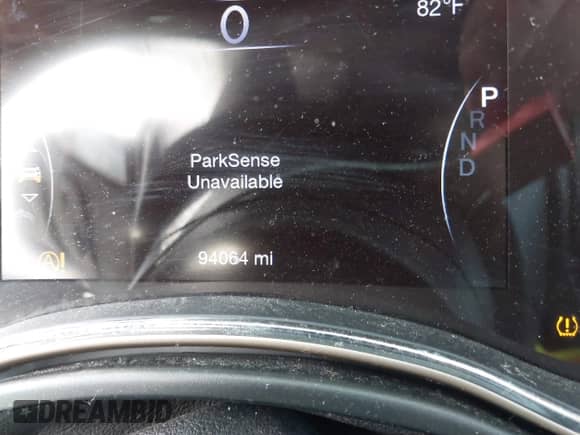 0
82°F
P
R
N
D
ParkSense
Unavailable
94064 mi
A!
DREAMBID